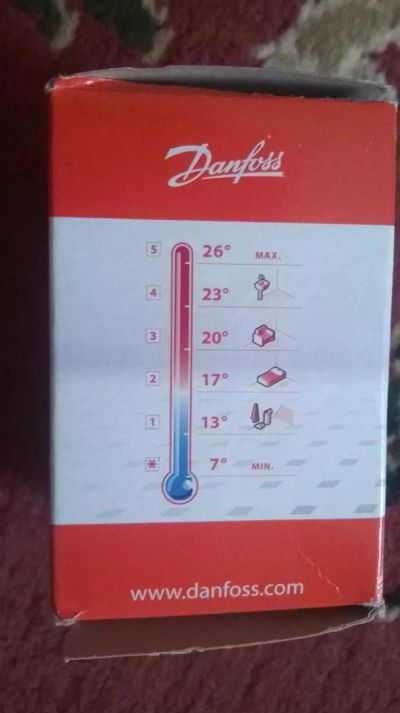 Danfoss
5 26° MAX.
4 23°
3 20°
2 17°
1 13°
* 7° MIN.
www.danfoss.com